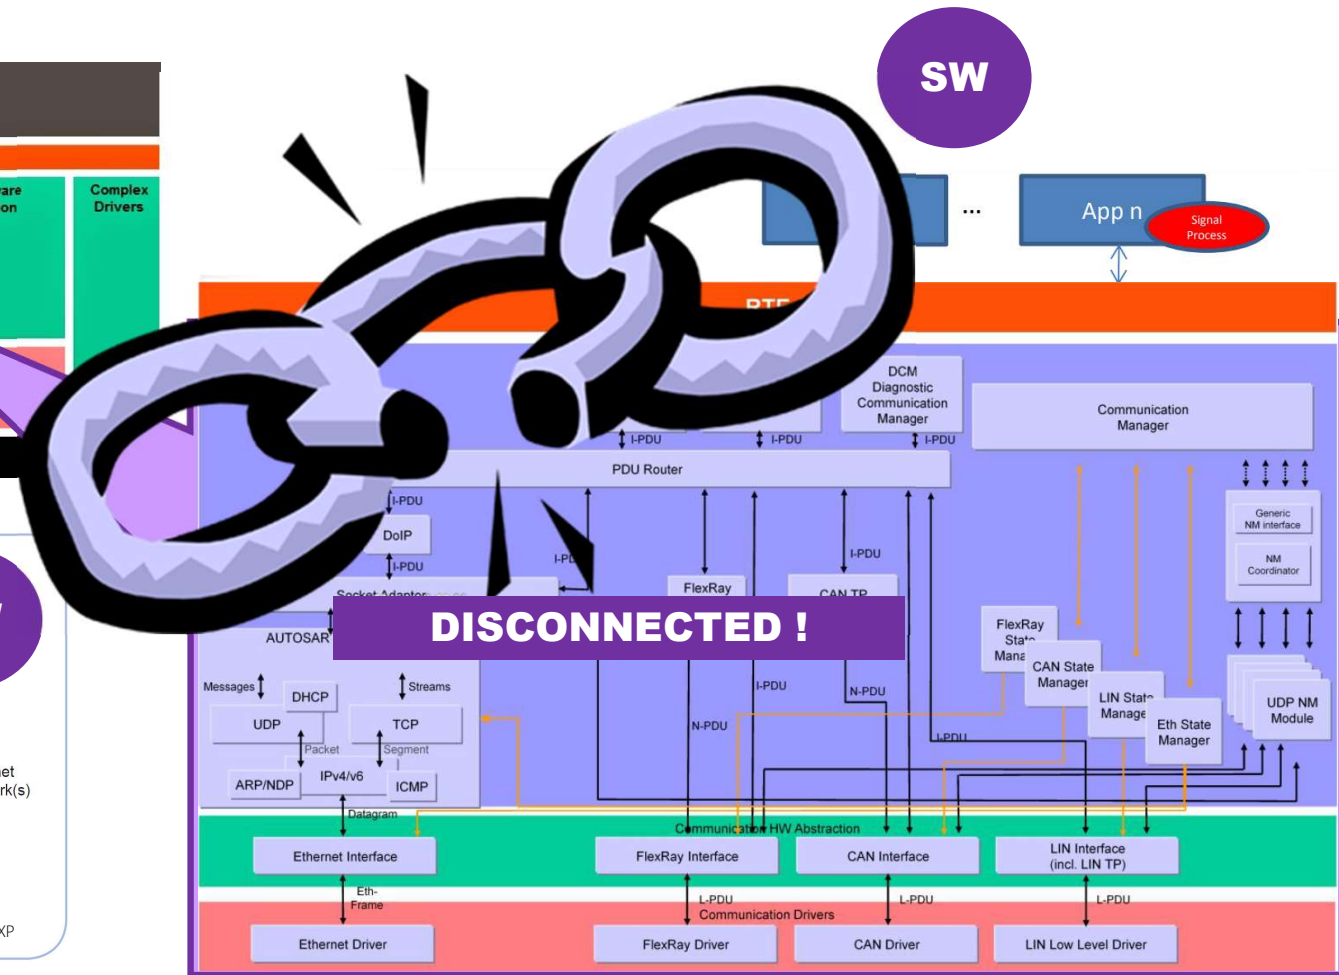 SW
Complex
Drivers
...
App n
Signal
Process
DCM
Diagnostic
Communication
Manager
Communication
Manager
I-PDU
I-PDU
I-PDU
PDU Router
I-PDU
DoIP
I-PDU
I-PDU
Generic
NM interface
NM
Coordinator
FlexRay
CAN TP
DISCONNECTED !
AUTOSAR
FlexRay
State
CAN State
Manager
LIN State
Manager
Eth State
Manager
UDP NM
Module
Messages
DHCP
Streams
UDP
TCP
Packet
Segment
ARP/NDP
IPv4/v6
ICMP
Datagram
I-PDU
N-PDU
N-PDU
I-PDU
Communication HW Abstraction
Ethernet Interface
FlexRay Interface
CAN Interface
LIN Interface
(incl. LIN TP)
Eth-
Frame
L-PDU
L-PDU
L-PDU
Communication Drivers
Ethernet Driver
FlexRay Driver
CAN Driver
LIN Low Level Driver